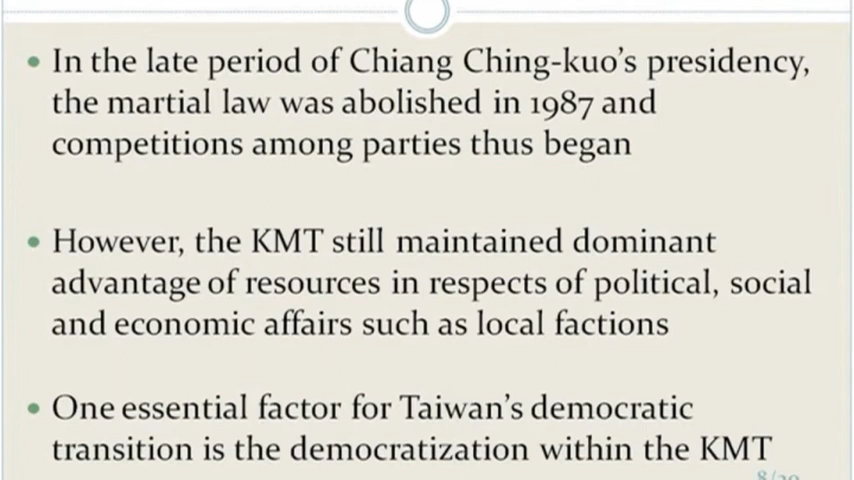 • In the late period of Chiang Ching-kuo's presidency,
the martial law was abolished in 1987 and
competitions among parties thus began
• However, the KMT still maintained dominant
advantage of resources in respects of political, social
and economic affairs such as local factions
• One essential factor for Taiwan's democratic
transition is the democratization within the KMT